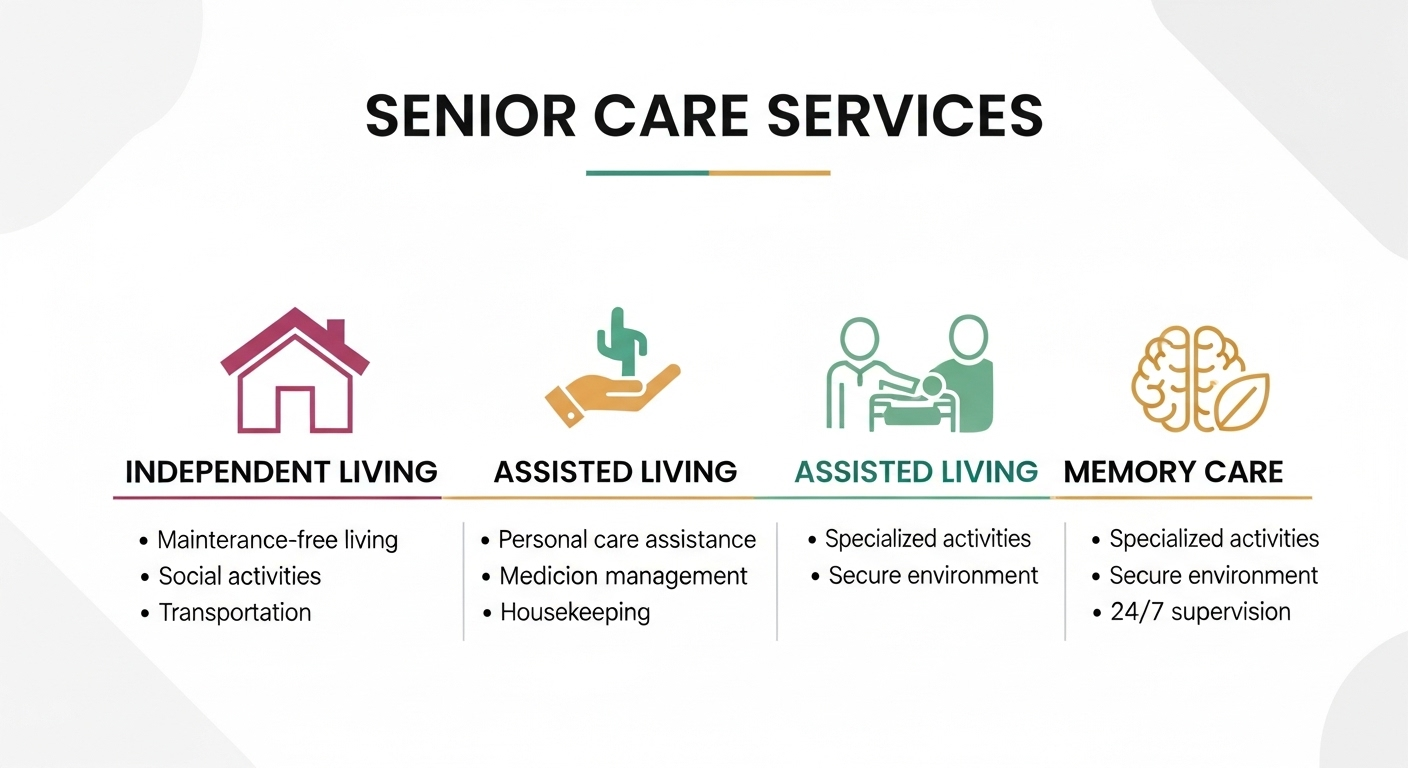 SENIOR CARE SERVICES
INDEPENDENT LIVING
• Mainterance-free living
• Social activities
• Transportation
ASSISTED LIVING
• Personal care assistance
• Medicion management
• Housekeeping
ASSISTED LIVING
• Specialized activities
• Secure environment
MEMORY CARE
• Specialized activities
• Secure environment
• 24/7 supervision